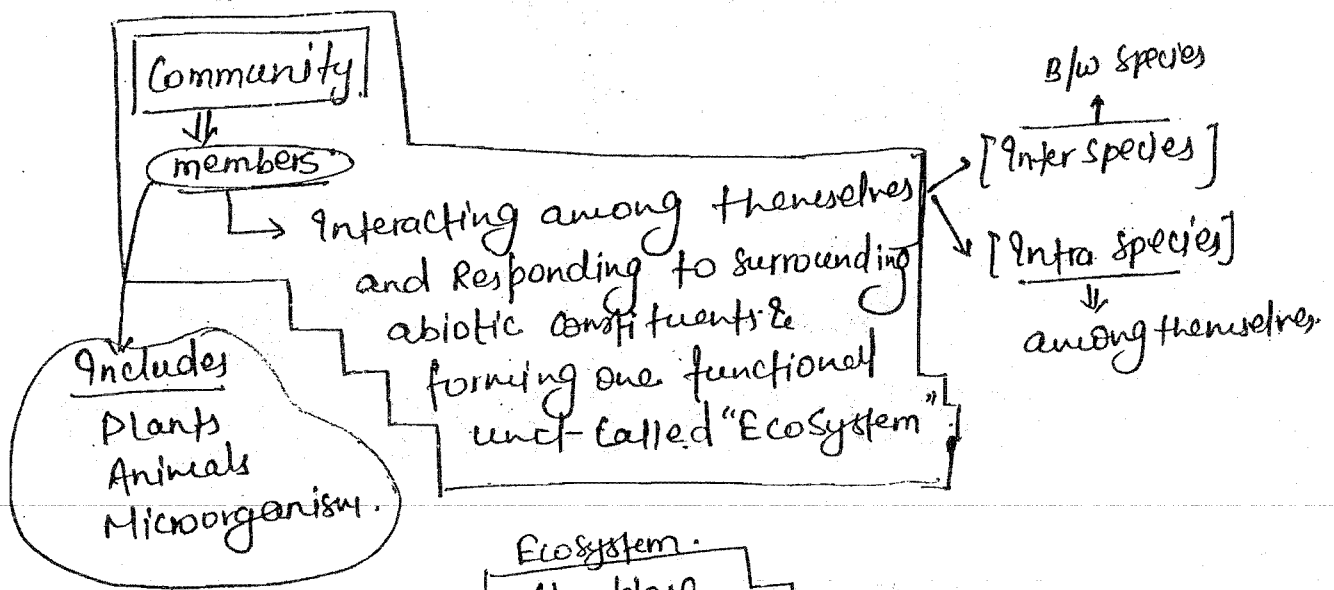 Community
members
Interacting among themselves
and Responding to surrounding
abiotic constituents &
forming one functional
unit called "Ecosystem"
B/w Species
[Inter species]
[Intra species]
among themselves.
Includes
Plants
Animals
Microorganism.
Ecosystem.